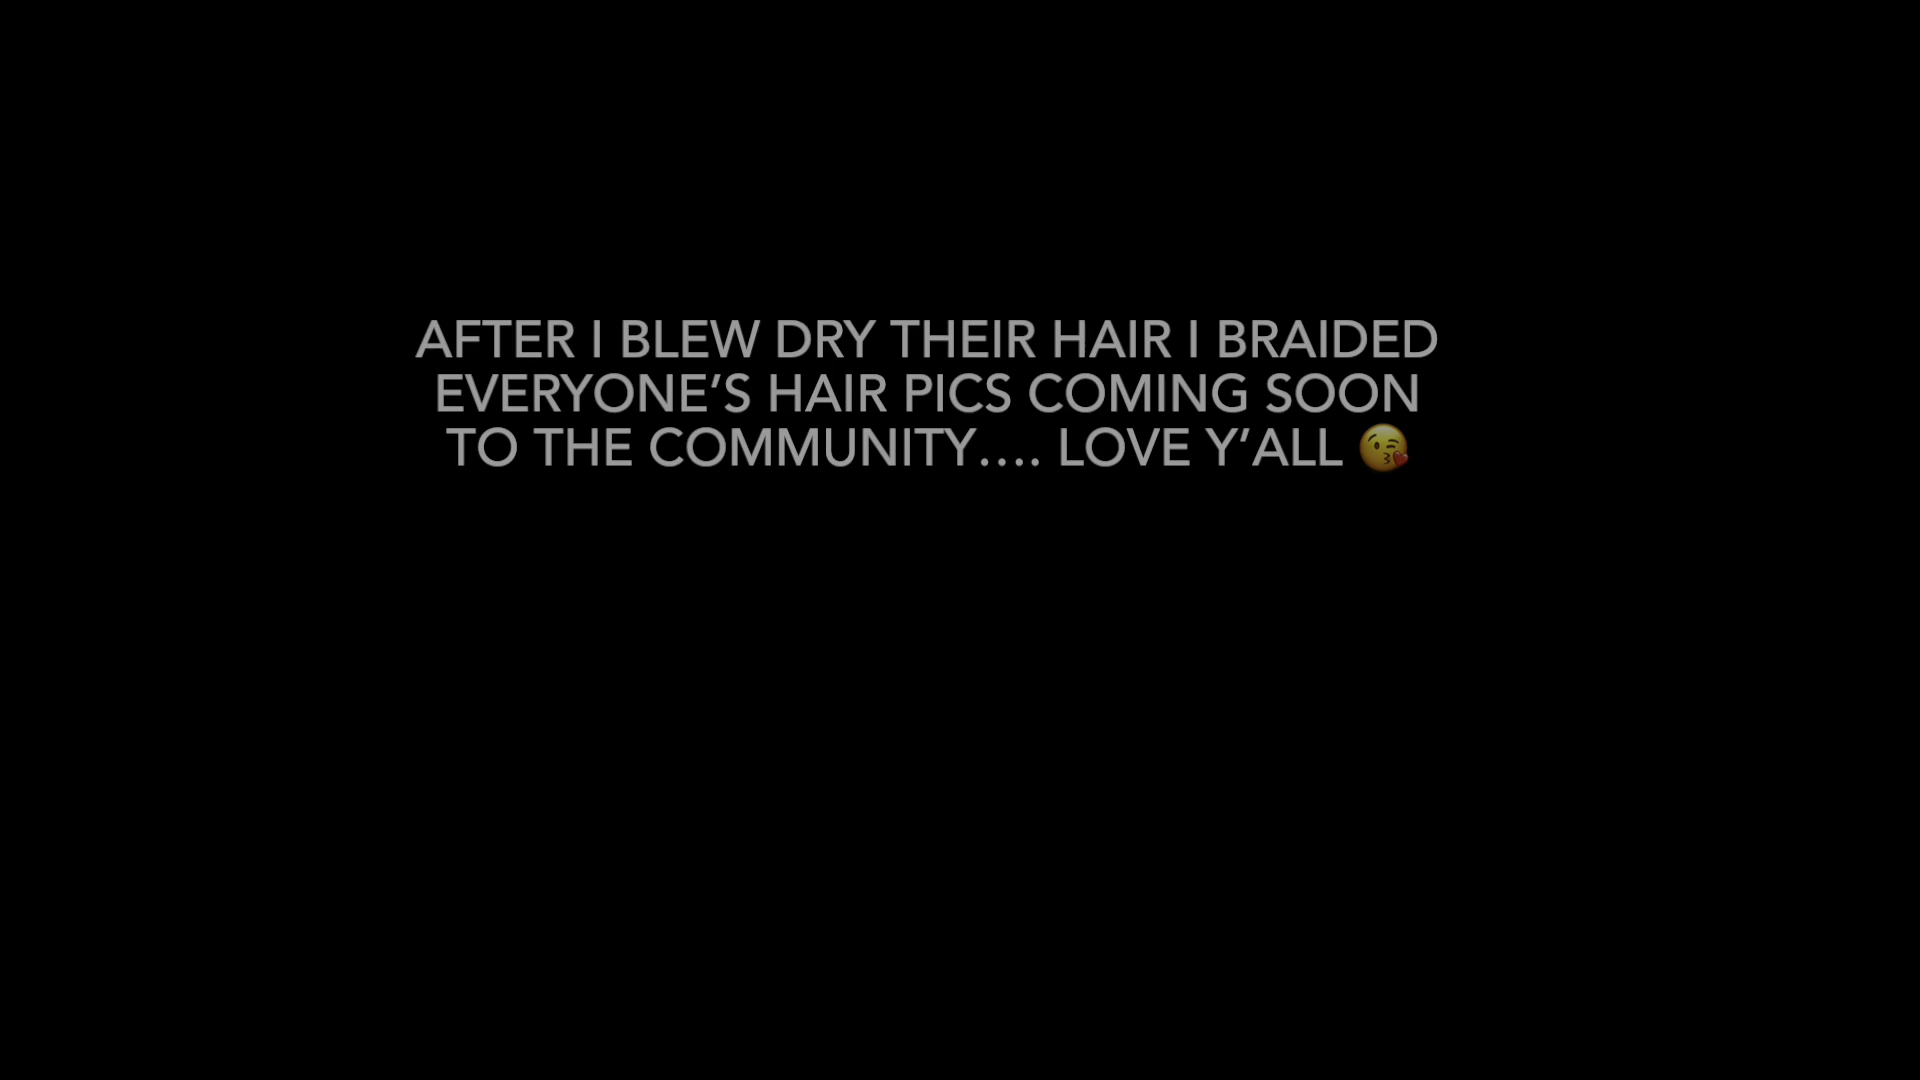 AFTER I BLEW DRY THEIR HAIR I BRAIDED
EVERYONE’S HAIR PICS COMING SOON
TO THE COMMUNITY.... LOVE Y’ALL 😘